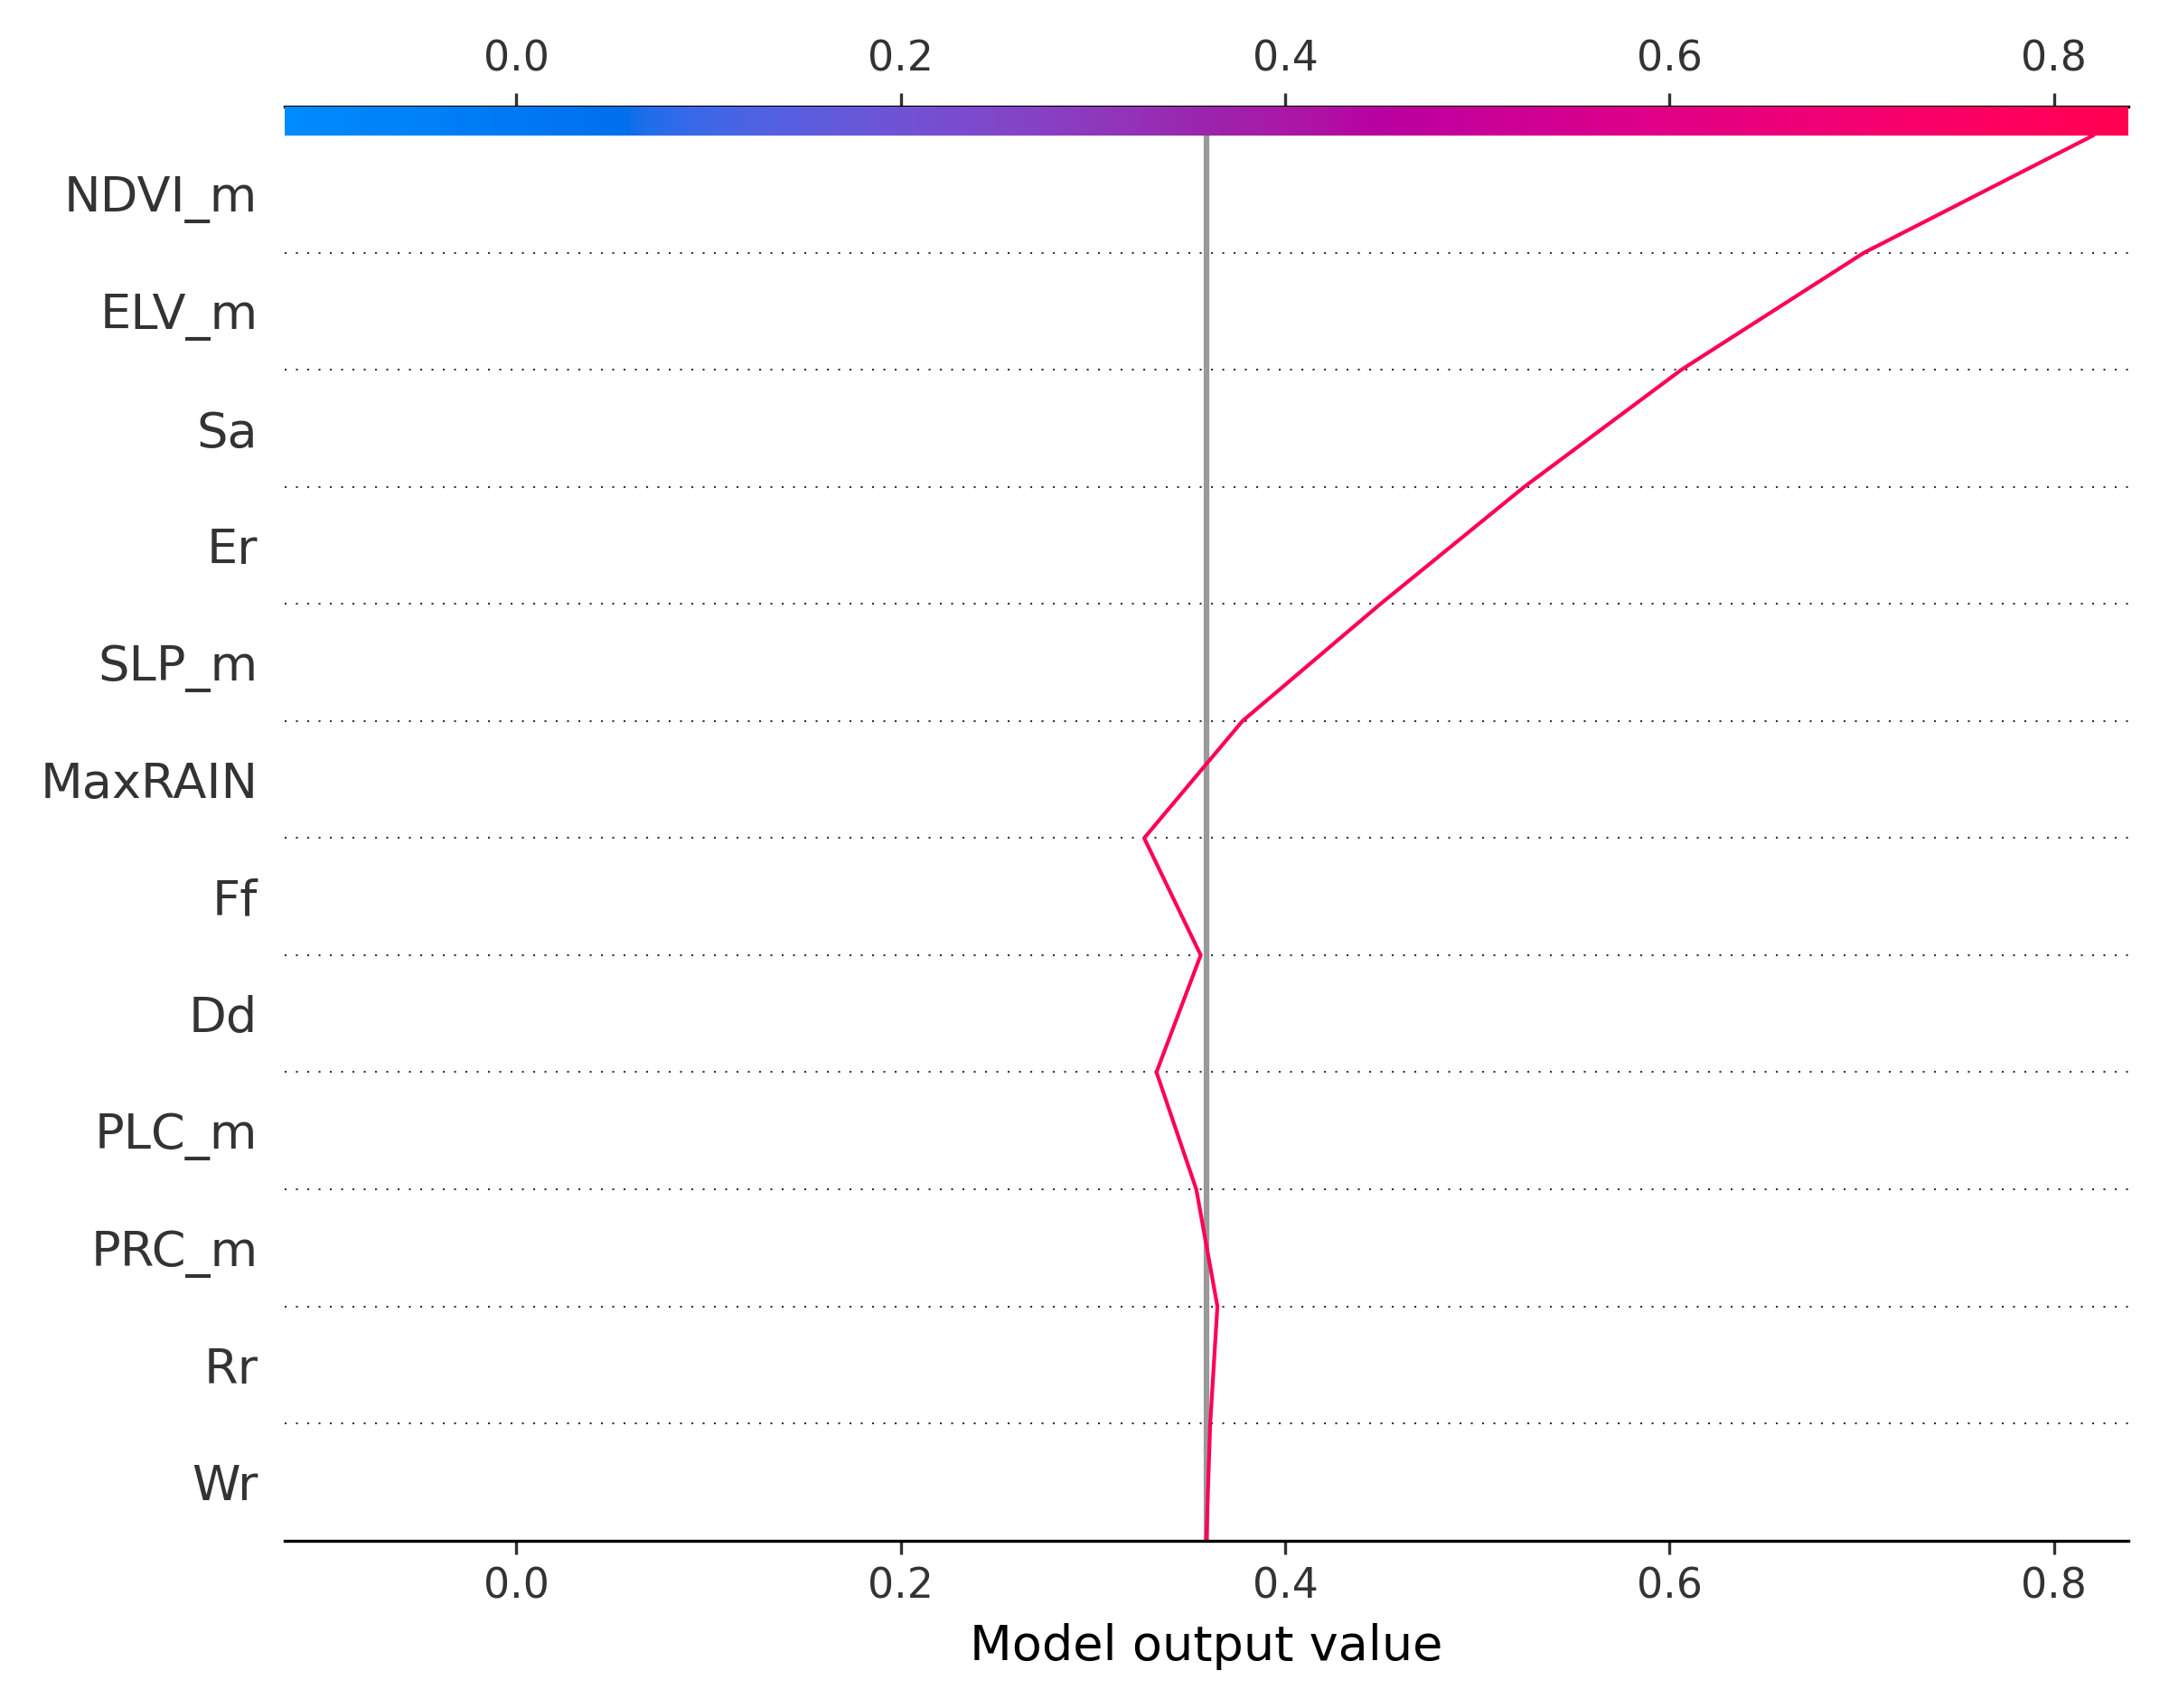 0.0 0.2 0.4 0.6 0.8
NDVI_m
ELV_m
Sa
Er
SLP_m
MaxRAIN
Ff
Dd
PLC_m
PRC_m
Rr
Wr
0.0 0.2 0.4 0.6 0.8
Model output value